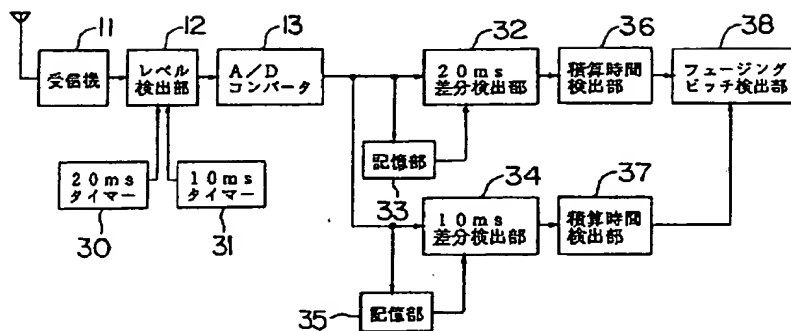 11
12
13
32
36
38
受信機
レベル
検出部
A/D
コンバータ
20ms
差分検出部
積算時間
検出部
フェージング
ピッチ検出部
記憶部
33
34
37
20ms
タイマー
10ms
タイマー
30
31
10ms
差分検出部
積算時間
検出部
35
記憶部